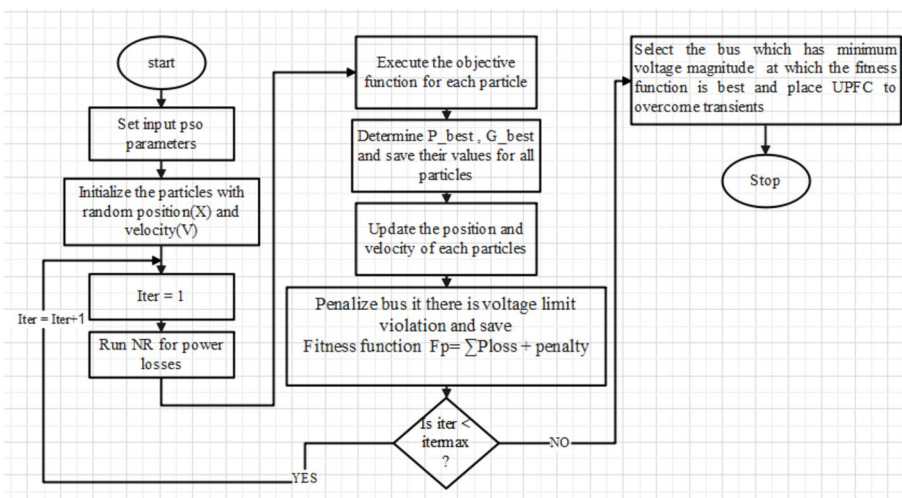 start
Set input pso
parameters
Initialize the particles with
random position(X) and
velocity(V)
Iter = 1
Iter = Iter+1
Run NR for power
losses
Execute the objective
function for each particle
Determine P_best , G_best
and save their values for all
particles
Update the position and
velocity of each particles
Penalize bus it there is voltage limit
violation and save
Fitness function Fp= ∑Ploss + penalty
Is iter <
itermax
?
YES
NO
Select the bus which has minimum
voltage magnitude at which the fitness
function is best and place UPFC to
overcome transients
Stop